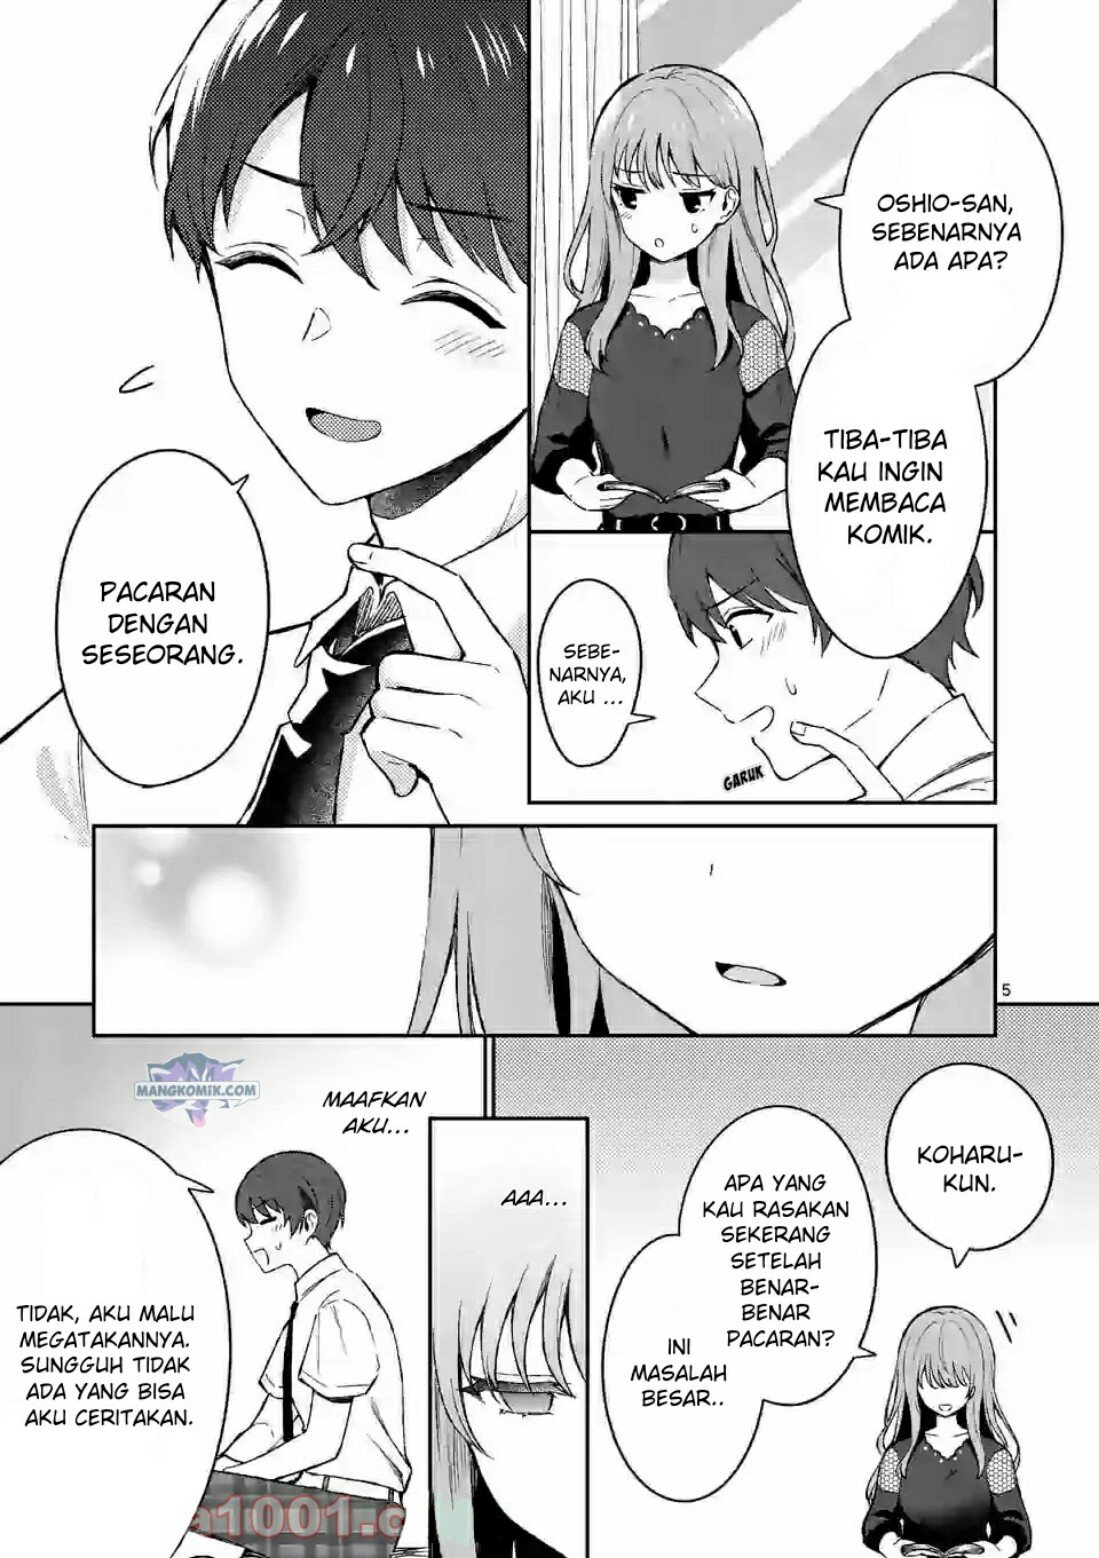 OSHIO-SAN,
SEBENARNYA
ADA APA?
TIBA-TIBA
KAU INGIN
MEMBACA
KOMIK.
SEBE-
NARNYA,
AKU ...
GARUK
PACARAN
DENGAN
SESEORANG.
5
KOHARU-
KUN.
APA YANG
KAU RASAKAN
SEKERANG
SETELAH
BENAR-
BENAR
PACARAN?
INI
MASALAH
BESAR..
AAA...
MAAFKAN
AKU...
TIDAK, AKU MALU
MEGATAKANNYA.
SUNGGUH TIDAK
ADA YANG BISA
AKU CERITAKAN.
MANGKOMIK.COM
a1001.c